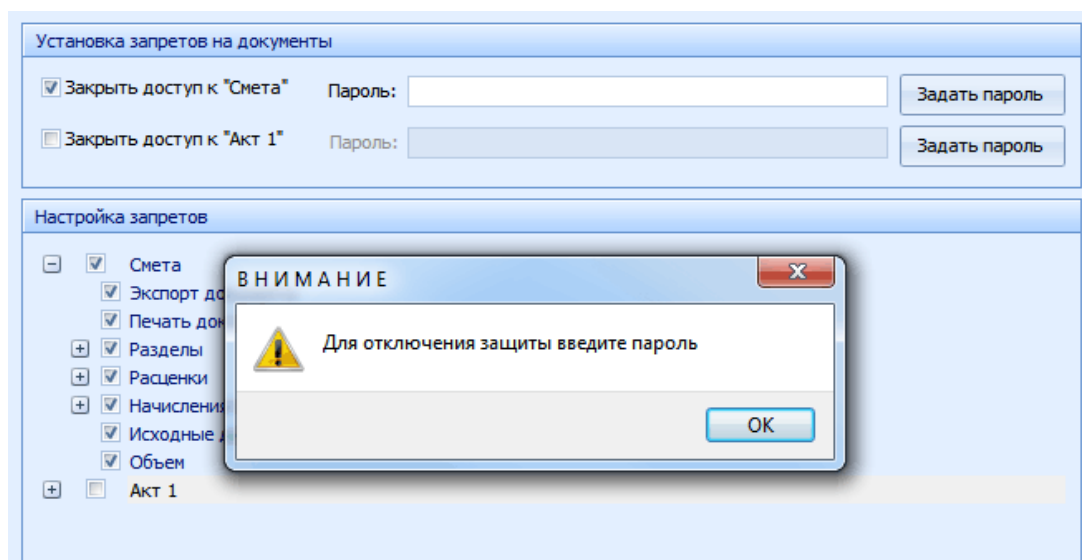 Установка запретов на документы
Закрыть доступ к "Смета" Пароль: Задать пароль
Закрыть доступ к "Акт 1" Пароль: Задать пароль
Настройка запретов
Смета
ВНИМАНИЕ
Экспорт
Печать
Для отключения защиты введите пароль
Разделы
Расценки
Начисления
OK
Исходные
Объем
Акт 1